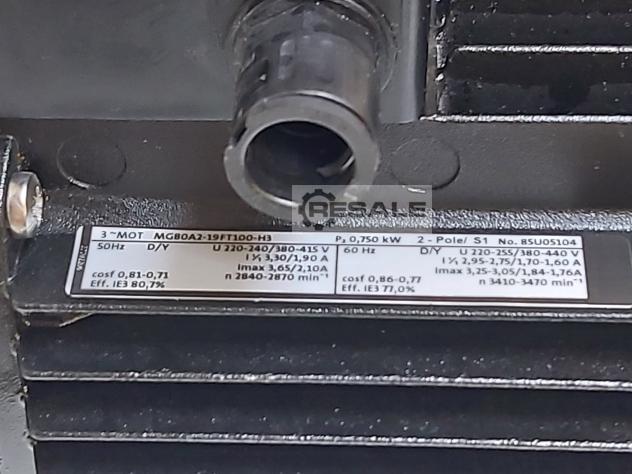 RESALE
3 ~MOT MG80A2-19FT100-H3 P₂ 0,750 kW 2 - Pole/ S1 No. 85U05104
50Hz D/Y U 220-240/380-415 V
I ¹/₁ 3,30/1,90 A
Imax 3,65/2,10A
cosf 0,81-0,71 n 2840-2870 min⁻¹
Eff. IE3 80,7%
60 Hz D/Y U 220-255/380-440 V
I ¹/₁ 2,95-2,75/1,70-1,60 A
Imax 3,25-3,05/1,84-1,76A
cosf 0,86-0,77 n 3410-3470 min⁻¹
Eff. IE3 77,0%